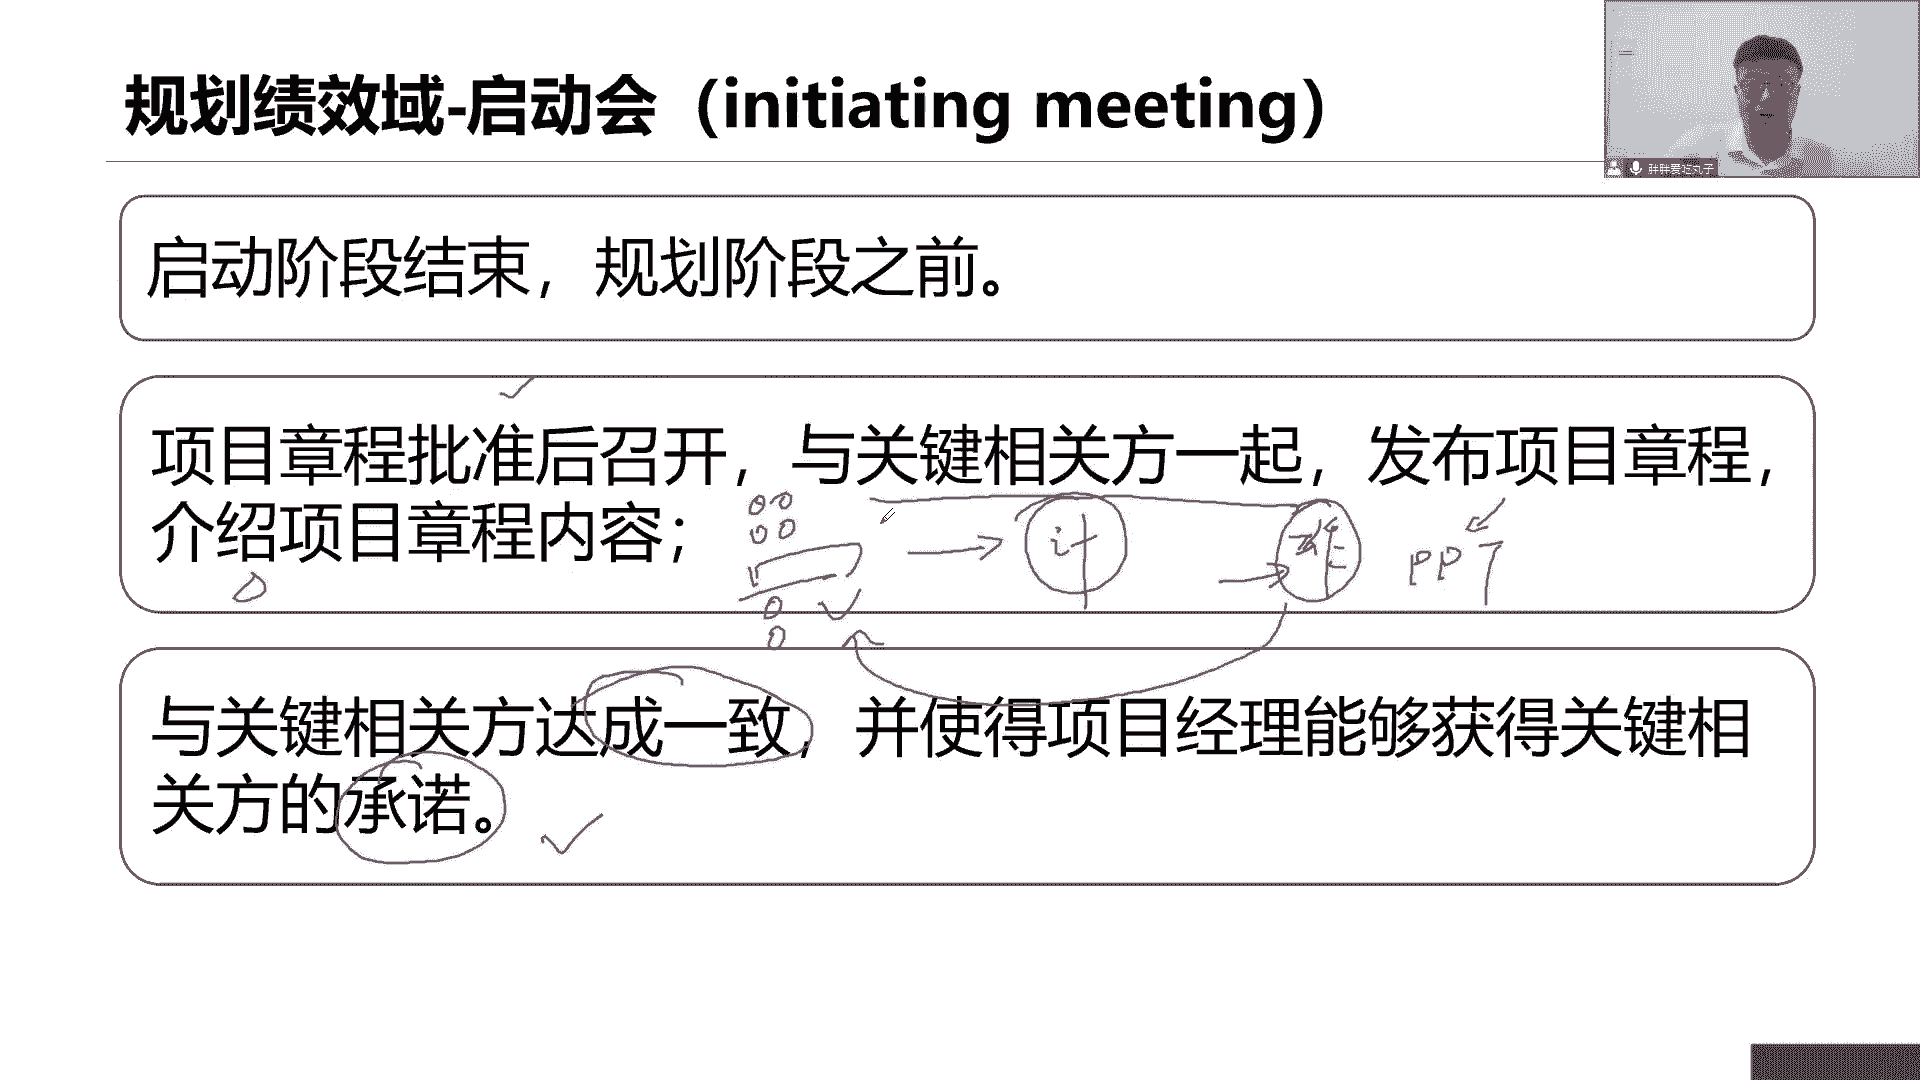 规划绩效域-启动会（initiating meeting）
胖胖爱吃丸子
启动阶段结束，规划阶段之前。
项目章程批准后召开，与关键相关方一起，发布项目章程，
介绍项目章程内容；
计
PPT
与关键相关方达成一致，并使得项目经理能够获得关键相
关方的承诺。